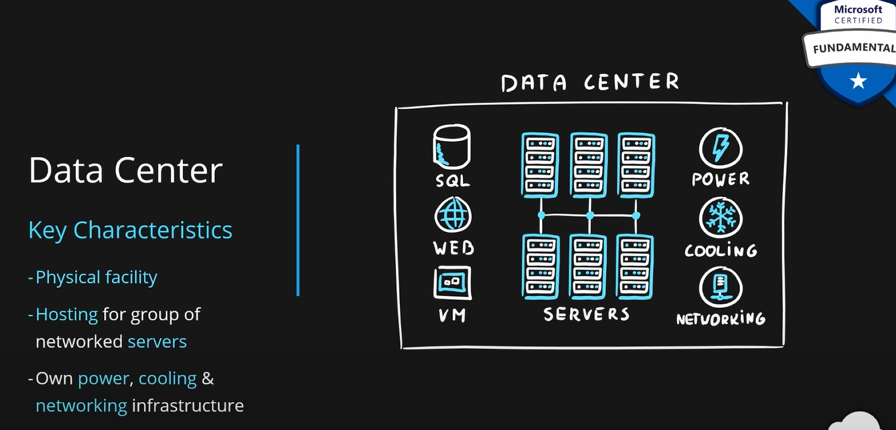 Microsoft
CERTIFIED
FUNDAMENTAL
DATA CENTER
Data Center
Key Characteristics
-Physical facility
-Hosting for group of
networked servers
-Own power, cooling &
networking infrastructure
SQL
WEB
VM
SERVERS
POWER
COOLING
NETWORKING